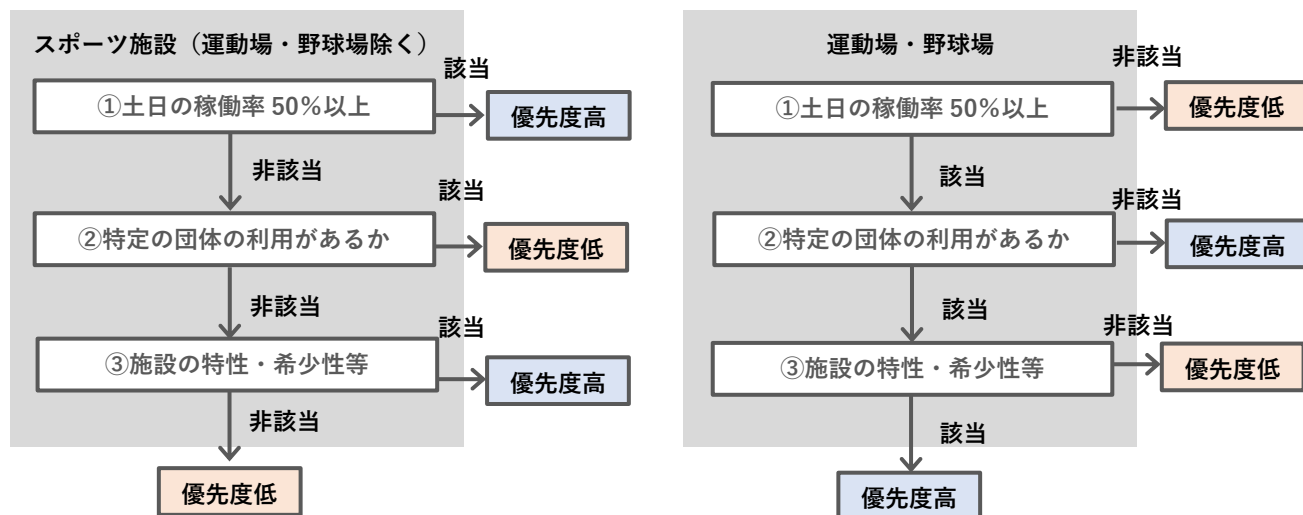 スポーツ施設（運動場・野球場除く）
該当
①土日の稼働率 50%以上
優先度高
非該当
該当
②特定の団体の利用があるか
優先度低
非該当
該当
③施設の特性・希少性等
優先度高
非該当
優先度低
運動場・野球場
非該当
①土日の稼働率 50%以上
優先度低
該当
非該当
②特定の団体の利用があるか
優先度高
該当
非該当
③施設の特性・希少性等
優先度低
該当
優先度高